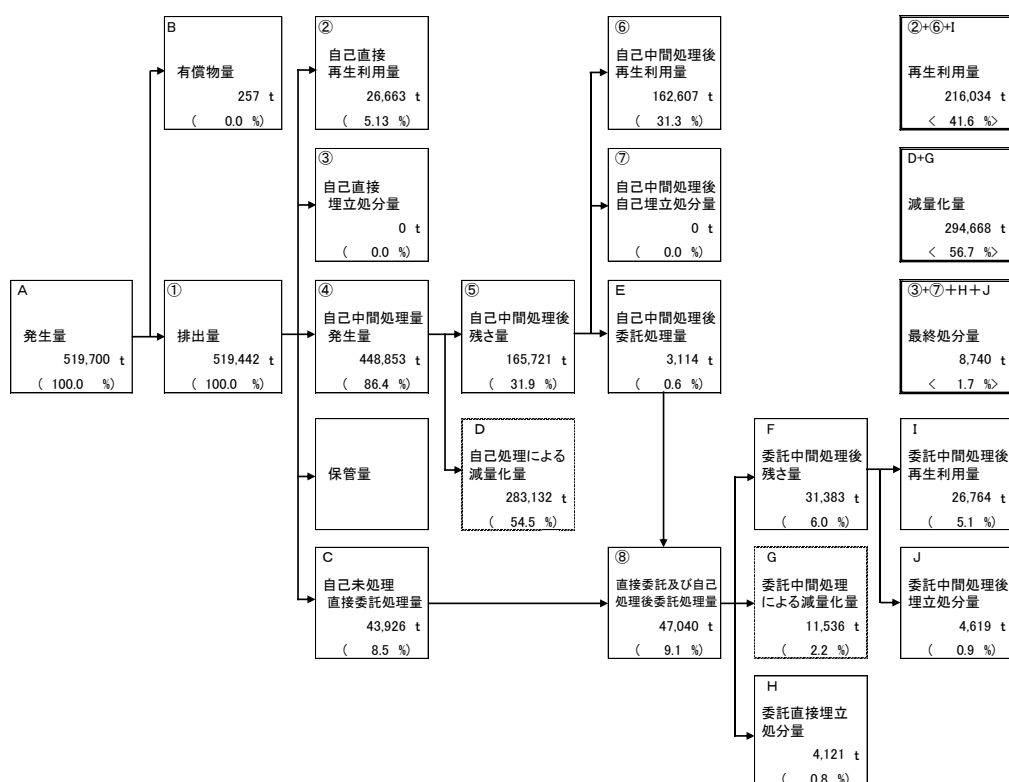 B
有償物量
257 t
( 0.0 %)
②
自己直接
再生利用量
26,663 t
( 5.13 %)
⑥
自己中間処理後
再生利用量
162,607 t
( 31.3 %)
②+⑥+I
再生利用量
216,034 t
< 41.6 %>
③
自己直接
埋立処分量
0 t
( 0.0 %)
⑦
自己中間処理後
自己埋立処分量
0 t
( 0.0 %)
D+G
減量化量
294,668 t
< 56.7 %>
A
発生量
519,700 t
( 100.0 %)
①
排出量
519,442 t
( 100.0 %)
④
自己中間処理量
発生量
448,853 t
( 86.4 %)
⑤
自己中間処理後
残さ量
165,721 t
( 31.9 %)
E
自己中間処理後
委託処理量
3,114 t
( 0.6 %)
③+⑦+H+J
最終処分量
8,740 t
< 1.7 %>
保管量
D
自己処理による
減量化量
283,132 t
( 54.5 %)
F
委託中間処理後
残さ量
31,383 t
( 6.0 %)
I
委託中間処理後
再生利用量
26,764 t
( 5.1 %)
C
自己未処理
直接委託処理量
43,926 t
( 8.5 %)
⑧
直接委託及び自己
処理後委託処理量
47,040 t
( 9.1 %)
G
委託中間処理
による減量化量
11,536 t
( 2.2 %)
J
委託中間処理後
埋立処分量
4,619 t
( 0.9 %)
H
委託直接埋立
処分量
4,121 t
( 0.8 %)